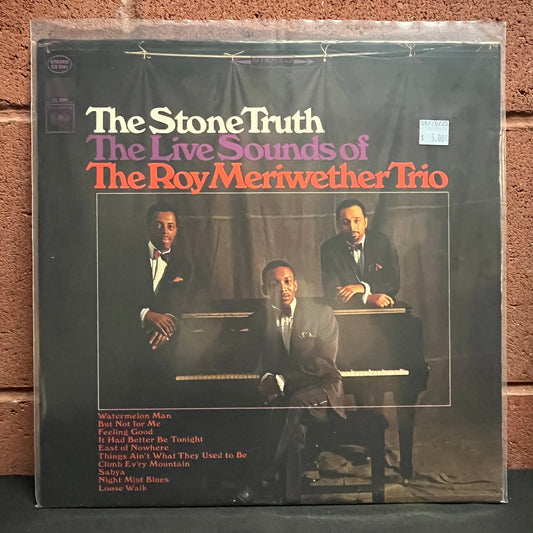 STEREO
STEREO
The Stone Truth
The Live Sounds of
The Roy Meriwether Trio
$ 5.00
Watermelon Man
But Not for Me
Feeling Good
It Had Better Be Tonight
East of Nowhere
Things Ain't What They Used to Be
Climb Ev'ry Mountain
Sabya
Night Mist Blues
Loose Walk